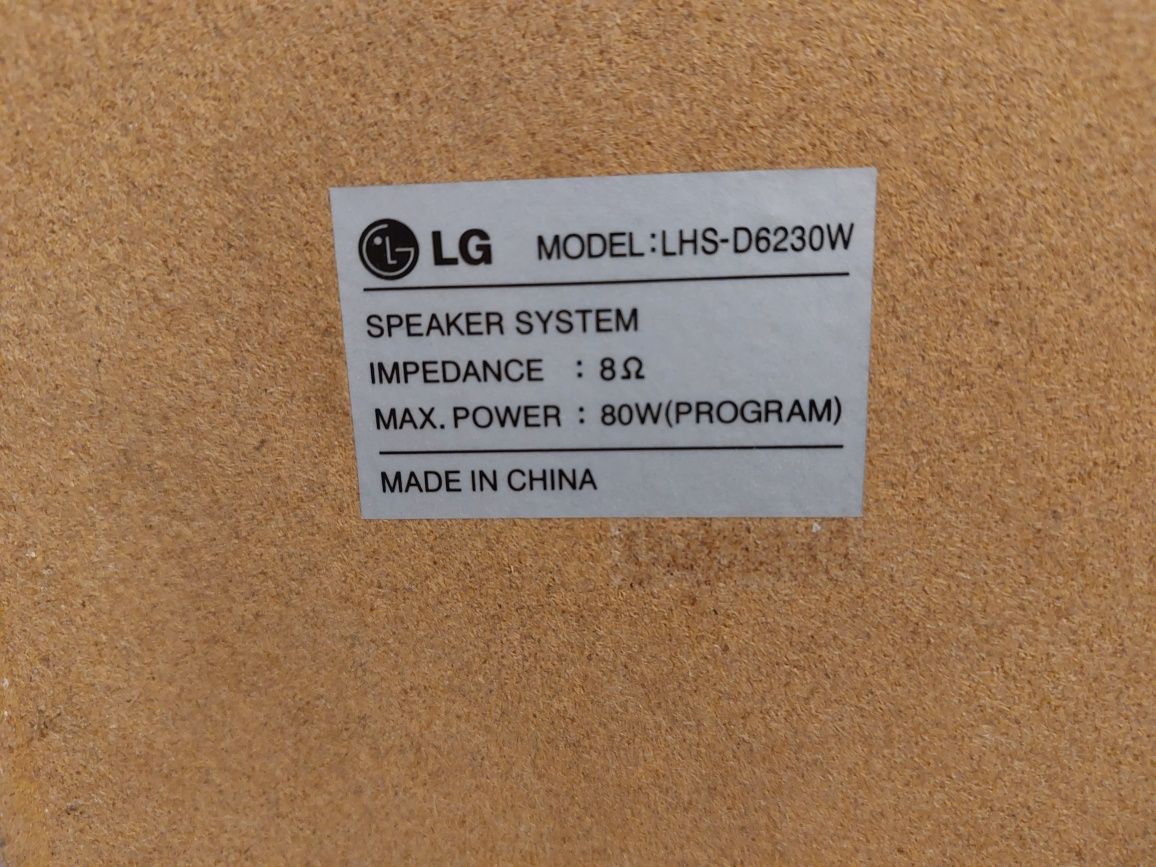 LG MODEL:LHS-D6230W
SPEAKER SYSTEM
IMPEDANCE : 8Ω
MAX. POWER : 80W(PROGRAM)
MADE IN CHINA